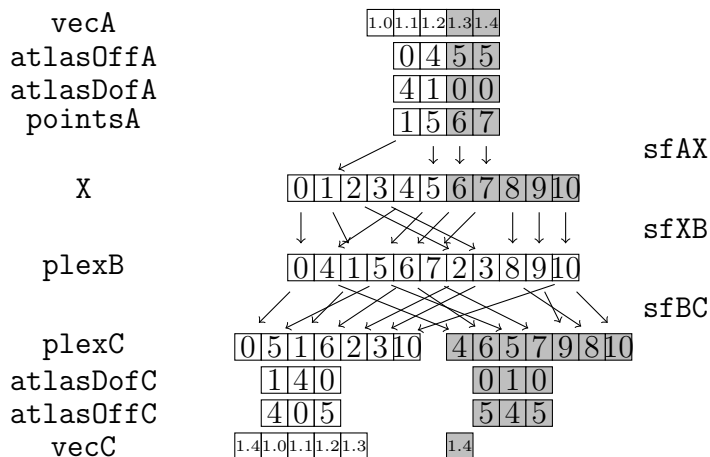 vecA 1.0 1.1 1.2 1.3 1.4
atlasOffA 0 4 5 5
atlasDofA 4 1 0 0
pointsA 1 5 6 7
sfAX
X 0 1 2 3 4 5 6 7 8 9 10
sfXB
plexB 0 4 1 5 6 7 2 3 8 9 10
sfBC
plexC 0 5 1 6 2 3 10 4 6 5 7 9 8 10
atlasDofC 1 4 0 0 1 0
atlasOffC 4 0 5 5 4 5
vecC 1.4 1.0 1.1 1.2 1.3 1.4